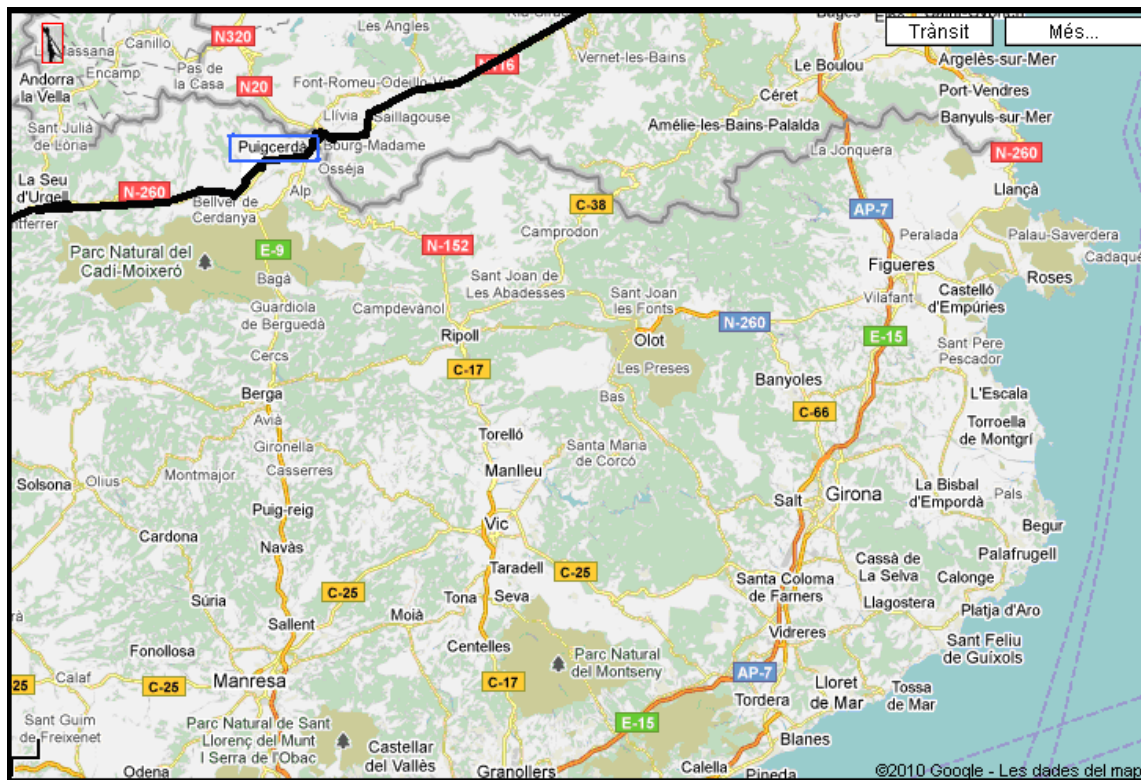 Trànsit
Més...
N320
Canillo
Les Angles
Encamp
Pas de
la Casa
Andorra
la Vella
N20
Font-Romeu-Odeillo-V
Vernet-les-Bains
Le Boulou
Argelès-sur-Mer
Port-Vendres
Céret
Banyuls-sur-Mer
Llívia
Saillagouse
Sant Julià
de Lòria
Amélie-les-Bains-Palalda
Puigcerdà
Bourg-Madame
La Jonquera
N-260
Osséja
La Seu
d'Urgell
N-260
Alp
Llançà
Bellver de
Cerdanya
C-38
AP-7
Camprodon
Peralada
Palau-Saverdera
Parc Natural del
Cadí-Moixeró
E-9
N-152
Cadaqué
Figueres
Roses
Bagà
Sant Joan de
Les Abadesses
Castelló
d'Empúries
Sant Joan
les Fonts
Vilafant
Guardiola
de Berguedà
Campdevànol
N-260
Ripoll
Olot
E-15
Sant Pere
Pescador
Cercs
C-17
Les Preses
Banyoles
Berga
Bas
L'Escala
C-66
Avià
Torroella
de Montgrí
Torelló
Gironella
Santa Maria
de Corcó
Casserres
Montmajor
Manlleu
Solsona
Olius
La Bisbal
d'Empordà
Salt
Girona
Pals
Puig-reig
Vic
Begur
Cardona
Navàs
Palafrugell
Cassà de
La Selva
Taradell
C-25
Santa Coloma
de Farners
Calonge
C-25
Súria
Tona
Seva
Llagostera
Platja d'Aro
Moià
Sallent
Vidreres
Sant Feliu
de Guíxols
Fonollosa
Centelles
Parc Natural
del Montseny
AP-7
25
Calaf
C-25
Manresa
C-17
Lloret
de Mar
Tossa
de Mar
Tordera
Sant Guim
de Freixenet
Parc Natural de Sant
Llorenç del Munt
I Serra de l'Obac
E-15
Castellar
del Vallès
Blanes
Odena
Granollers
Calella
Pineda
©2010 Google - Les dades del map